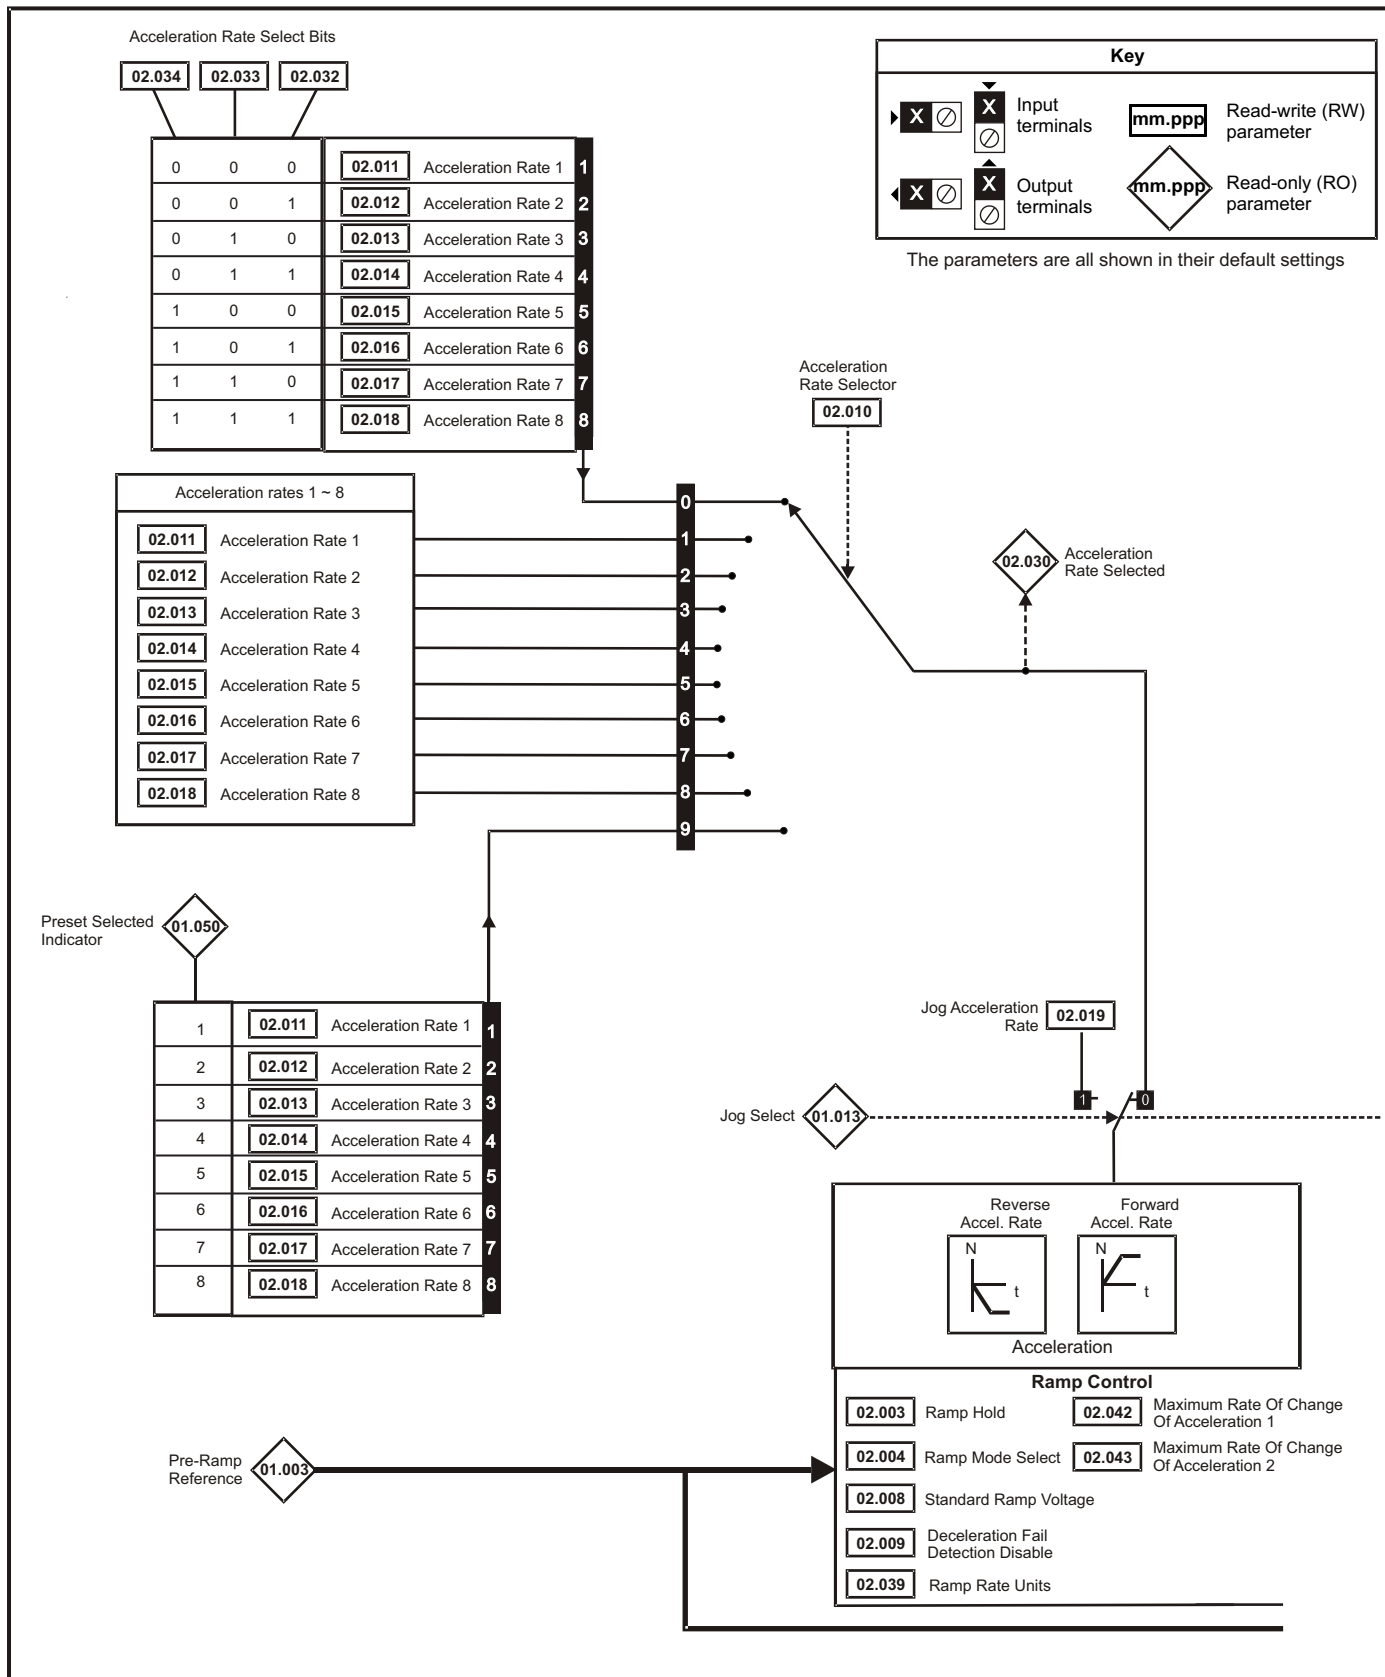 Acceleration Rate Select Bits
02.034 02.033 02.032
0 0 0 02.011 Acceleration Rate 1 1
0 0 1 02.012 Acceleration Rate 2 2
0 1 0 02.013 Acceleration Rate 3 3
0 1 1 02.014 Acceleration Rate 4 4
1 0 0 02.015 Acceleration Rate 5 5
1 0 1 02.016 Acceleration Rate 6 6
1 1 0 02.017 Acceleration Rate 7 7
1 1 1 02.018 Acceleration Rate 8 8
Key
X X Input
terminals
mm.ppp Read-write (RW)
parameter
X X Output
terminals
mm.ppp Read-only (RO)
parameter
The parameters are all shown in their default settings
Acceleration
Rate Selector
02.010
Acceleration rates 1 ~ 8
0
02.011 Acceleration Rate 1 1
02.012 Acceleration Rate 2 2
02.013 Acceleration Rate 3 3
02.014 Acceleration Rate 4 4
02.015 Acceleration Rate 5 5
02.016 Acceleration Rate 6 6
02.017 Acceleration Rate 7 7
02.018 Acceleration Rate 8 8
9
02.030 Acceleration
Rate Selected
Preset Selected
Indicator
01.050
1 02.011 Acceleration Rate 1 1
2 02.012 Acceleration Rate 2 2
3 02.013 Acceleration Rate 3 3
4 02.014 Acceleration Rate 4 4
5 02.015 Acceleration Rate 5 5
6 02.016 Acceleration Rate 6 6
7 02.017 Acceleration Rate 7 7
8 02.018 Acceleration Rate 8 8
Jog Acceleration
Rate
02.019
1 0
Jog Select 01.013
Reverse
Accel. Rate
N
t
Forward
Accel. Rate
N
t
Acceleration
Ramp Control
02.003 Ramp Hold
02.042 Maximum Rate Of Change
Of Acceleration 1
02.004 Ramp Mode Select
02.043 Maximum Rate Of Change
Of Acceleration 2
02.008 Standard Ramp Voltage
02.009 Deceleration Fail
Detection Disable
02.039 Ramp Rate Units
Pre-Ramp
Reference
01.003